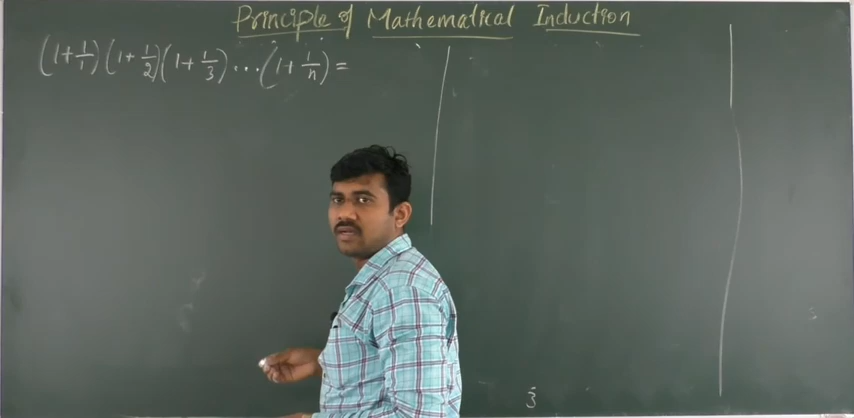 Principle of Mathematical Induction
(1+1/1)(1+1/2)(1+1/3)...(1+1/n)=
3